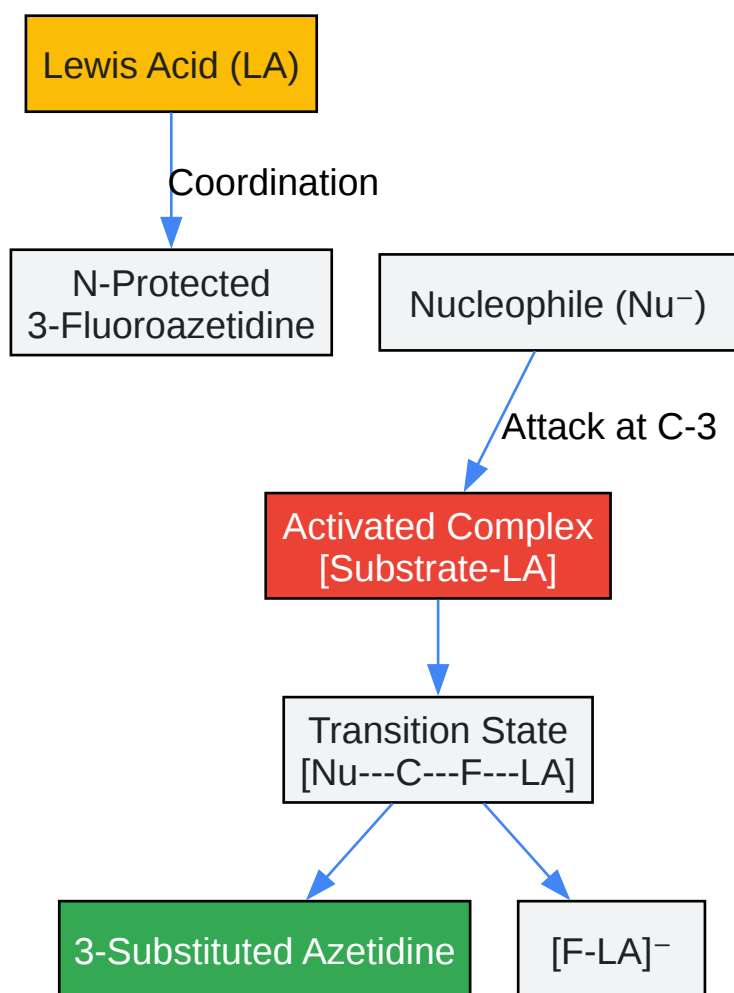 Lewis Acid (LA)
Coordination
N-Protected
3-Fluoroazetidine
Nucleophile (Nu⁻)
Attack at C-3
Activated Complex
[Substrate-LA]
Transition State
[Nu---C---F---LA]
3-Substituted Azetidine
[F-LA]⁻